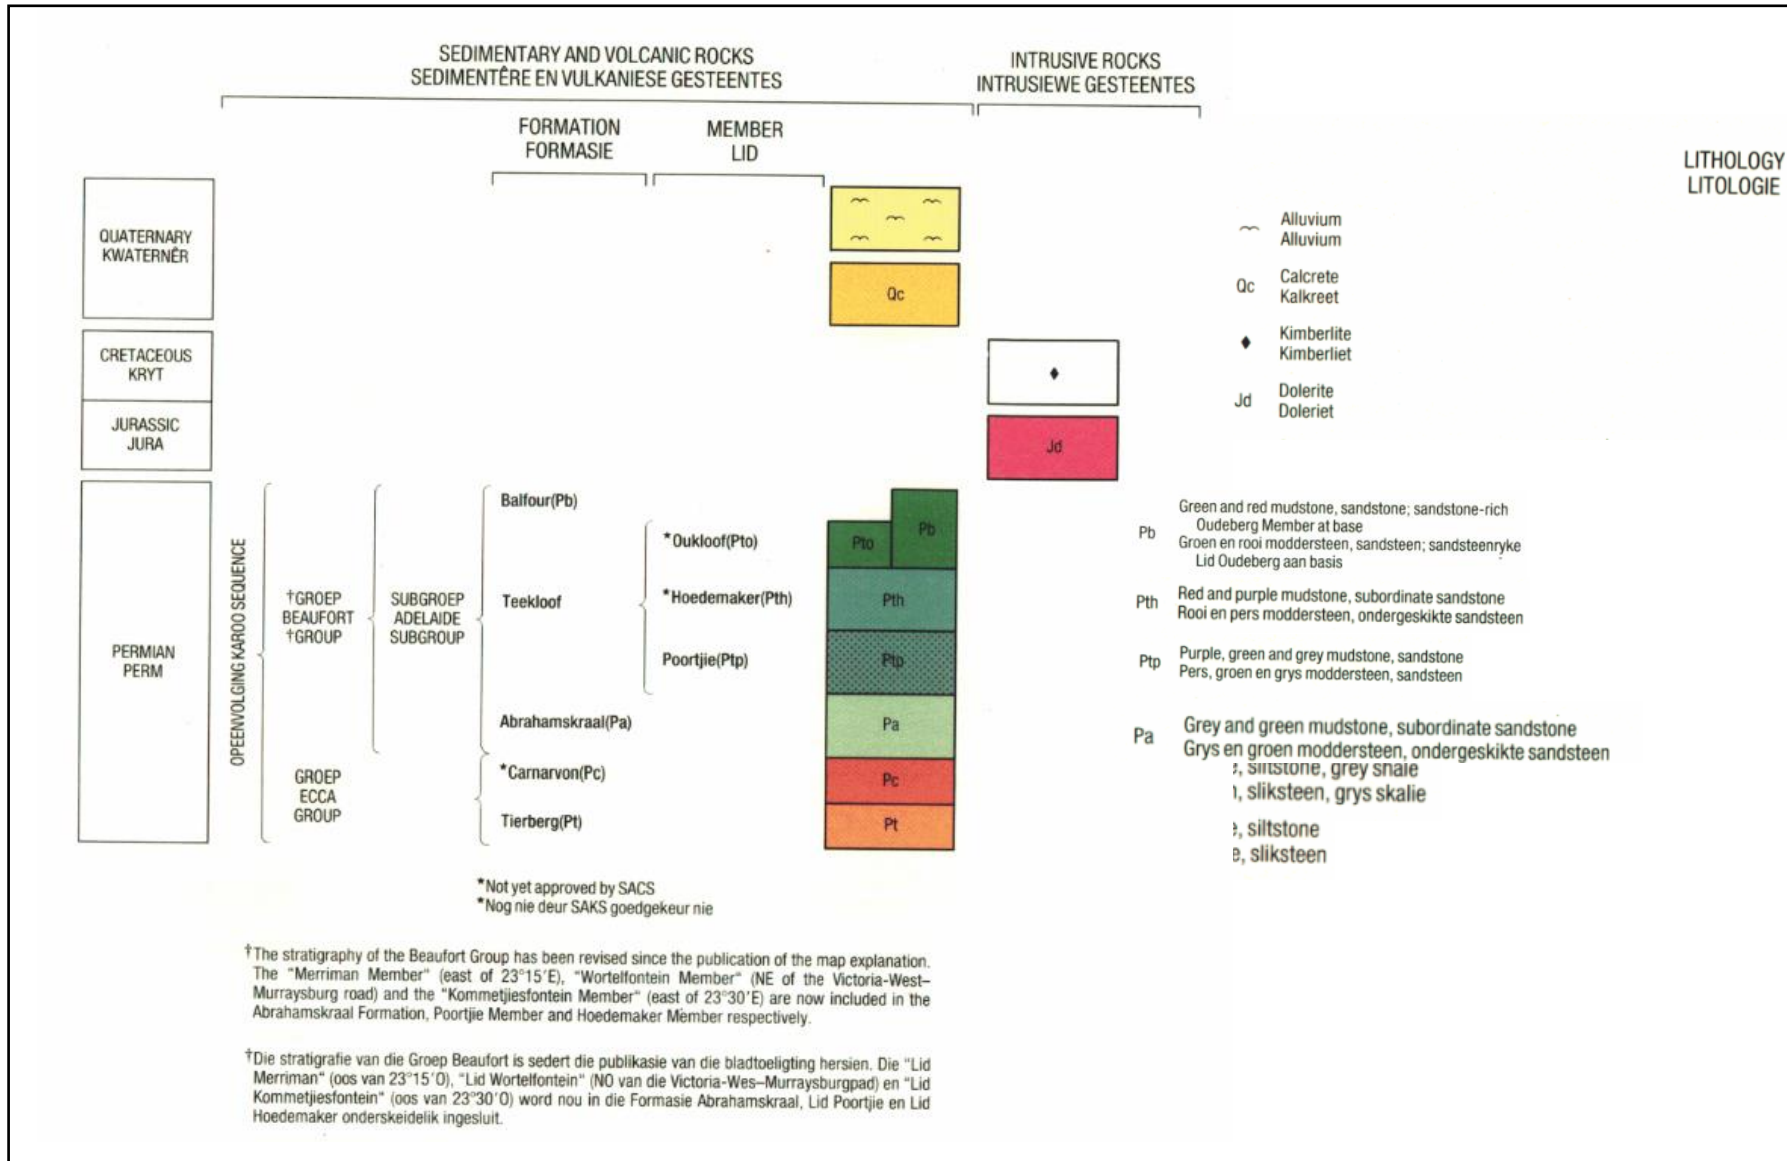 SEDIMENTARY AND VOLCANIC ROCKS
SEDIMENTÊRE EN VULKANIESE GESTEENTES
INTRUSIVE ROCKS
INTRUSIEWE GESTEENTES
FORMATION
FORMASIE
MEMBER
LID
LITHOLOGY
LITOLOGIE
QUATERNARY
KWATERNÊR
Qc
Alluvium
Alluvium
Qc
Calcrete
Kalkreet
Kimberlite
Kimberliet
Jd
Dolerite
Doleriet
CRETACEOUS
KRYT
JURASSIC
JURA
Jd
PERMIAN
PERM
OPEENVOLGING KAROO SEQUENCE
†GROEP
BEAUFORT
†GROUP
SUBGROEP
ADELAIDE
SUBGROUP
GROEP
ECCA
GROUP
Balfour(Pb)
Teekloof
Abrahamskraal(Pa)
*Carnarvon(Pc)
Tierberg(Pt)
*Oukloof(Pto)
*Hoedemaker(Pth)
Poortjie(Ptp)
Pto
Pb
Pth
Ptp
Pa
Pc
Pt
Pb
Green and red mudstone, sandstone; sandstone-rich
Oudeberg Member at base
Groen en rooi moddersteen, sandsteen; sandsteenryke
Lid Oudeberg aan basis
Pth
Red and purple mudstone, subordinate sandstone
Rooi en pers moddersteen, ondergeskikte sandsteen
Ptp
Purple, green and grey mudstone, sandstone
Pers, groen en grys moddersteen, sandsteen
Pa
Grey and green mudstone, subordinate sandstone
Grys en groen moddersteen, ondergeskikte sandsteen
siltstone, grey shale
, sliksteen, grys skalie
, siltstone
e, sliksteen
*Not yet approved by SACS
*Nog nie deur SAKS goedgekeur nie
†The stratigraphy of the Beaufort Group has been revised since the publication of the map explanation.
The "Merriman Member" (east of 23°15'E), "Wortelfontein Member" (NE of the Victoria-West–
Murraysburg road) and the "Kommetjiesfontein Member" (east of 23°30'E) are now included in the
Abrahamskraal Formation, Poortjie Member and Hoedemaker Member respectively.
†Die stratigrafie van die Groep Beaufort is sedert die publikasie van die bladtoeligting hersien. Die "Lid
Merriman" (oos van 23°15'O), "Lid Wortelfontein" (NO van die Victoria-Wes–Murraysburgpad) en "Lid
Kommetjiesfontein" (oos van 23°30'O) word nou in die Formasie Abrahamskraal, Lid Poortjie en Lid
Hoedemaker onderskeidelik ingesluit.